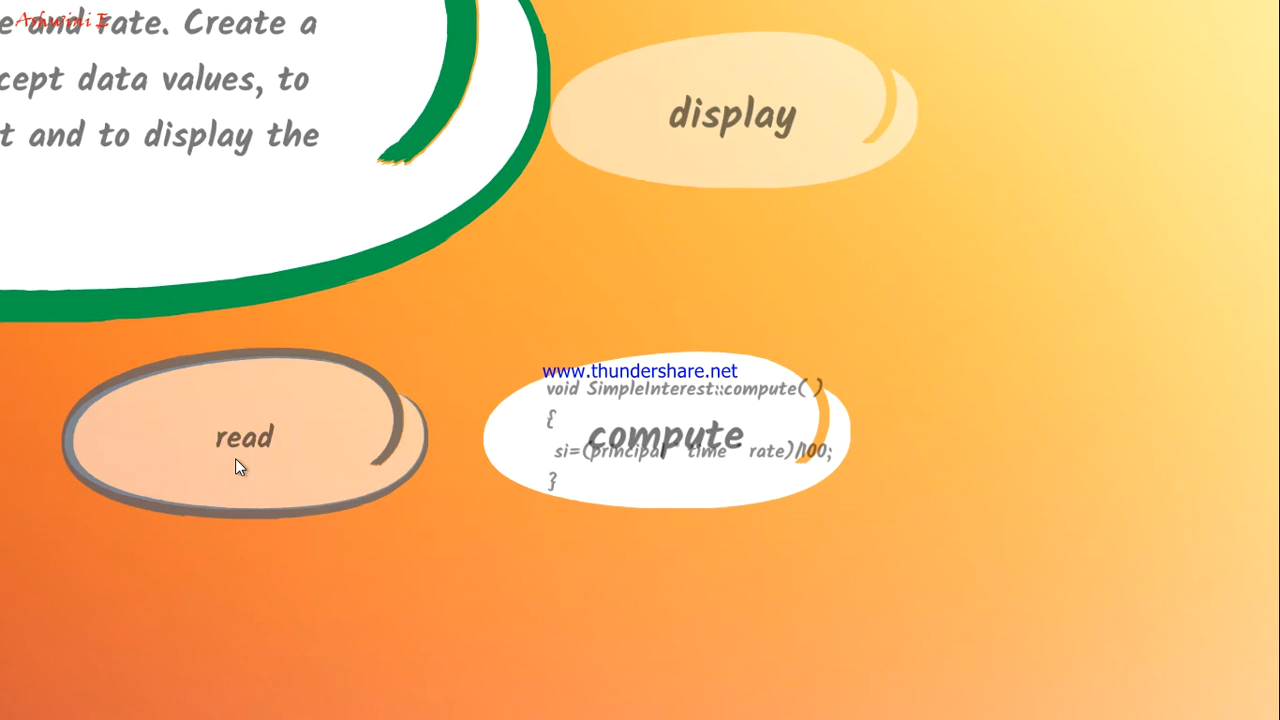 Ashwini E
e and rate. Create a
cept data values, to
t and to display the
display
read
www.thundershare.net
void SimpleInterest::compute( )
{
compute
si=(principal time rate)/100;
}